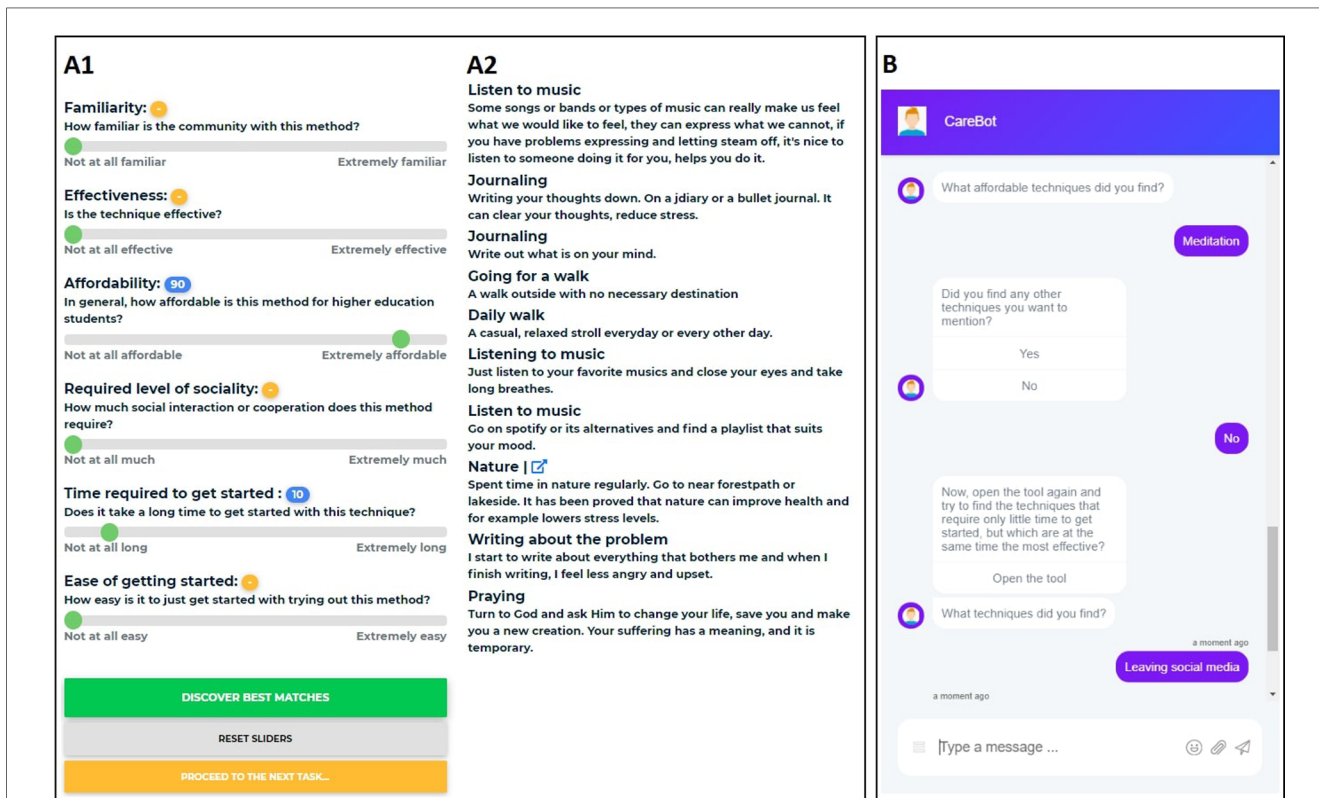 A1
Familiarity: -
How familiar is the community with this method?
Not at all familiar Extremely familiar
Effectiveness: -
Is the technique effective?
Not at all effective Extremely effective
Affordability: 90
In general, how affordable is this method for higher education
students?
Not at all affordable Extremely affordable
Required level of sociality: -
How much social interaction or cooperation does this method
require?
Not at all much Extremely much
Time required to get started : 10
Does it take a long time to get started with this technique?
Not at all long Extremely long
Ease of getting started: -
How easy is it to just get started with trying out this method?
Not at all easy Extremely easy
DISCOVER BEST MATCHES
RESET SLIDERS
PROCEED TO THE NEXT TASK...
A2
Listen to music
Some songs or bands or types of music can really make us feel
what we would like to feel, they can express what we cannot, if
you have problems expressing and letting steam off, it's nice to
listen to someone doing it for you, helps you do it.
Journaling
Writing your thoughts down. On a jdiary or a bullet journal. It
can clear your thoughts, reduce stress.
Journaling
Write out what is on your mind.
Going for a walk
A walk outside with no necessary destination
Daily walk
A casual, relaxed stroll everyday or every other day.
Listening to music
Just listen to your favorite musics and close your eyes and take
long breathes.
Listen to music
Go on spotify or its alternatives and find a playlist that suits
your mood.
Nature |
Spent time in nature regularly. Go to near forestpath or
lakeside. It has been proved that nature can improve health and
for example lowers stress levels.
Writing about the problem
I start to write about everything that bothers me and when I
finish writing, I feel less angry and upset.
Praying
Turn to God and ask Him to change your life, save you and make
you a new creation. Your suffering has a meaning, and it is
temporary.
B
CareBot
What affordable techniques did you find?
Meditation
Did you find any other
techniques you want to
mention?
Yes
No
No
Now, open the tool again and
try to find the techniques that
require only little time to get
started, but which are at the
same time the most effective?
Open the tool
What techniques did you find?
a moment ago
Leaving social media
a moment ago
Type a message ...